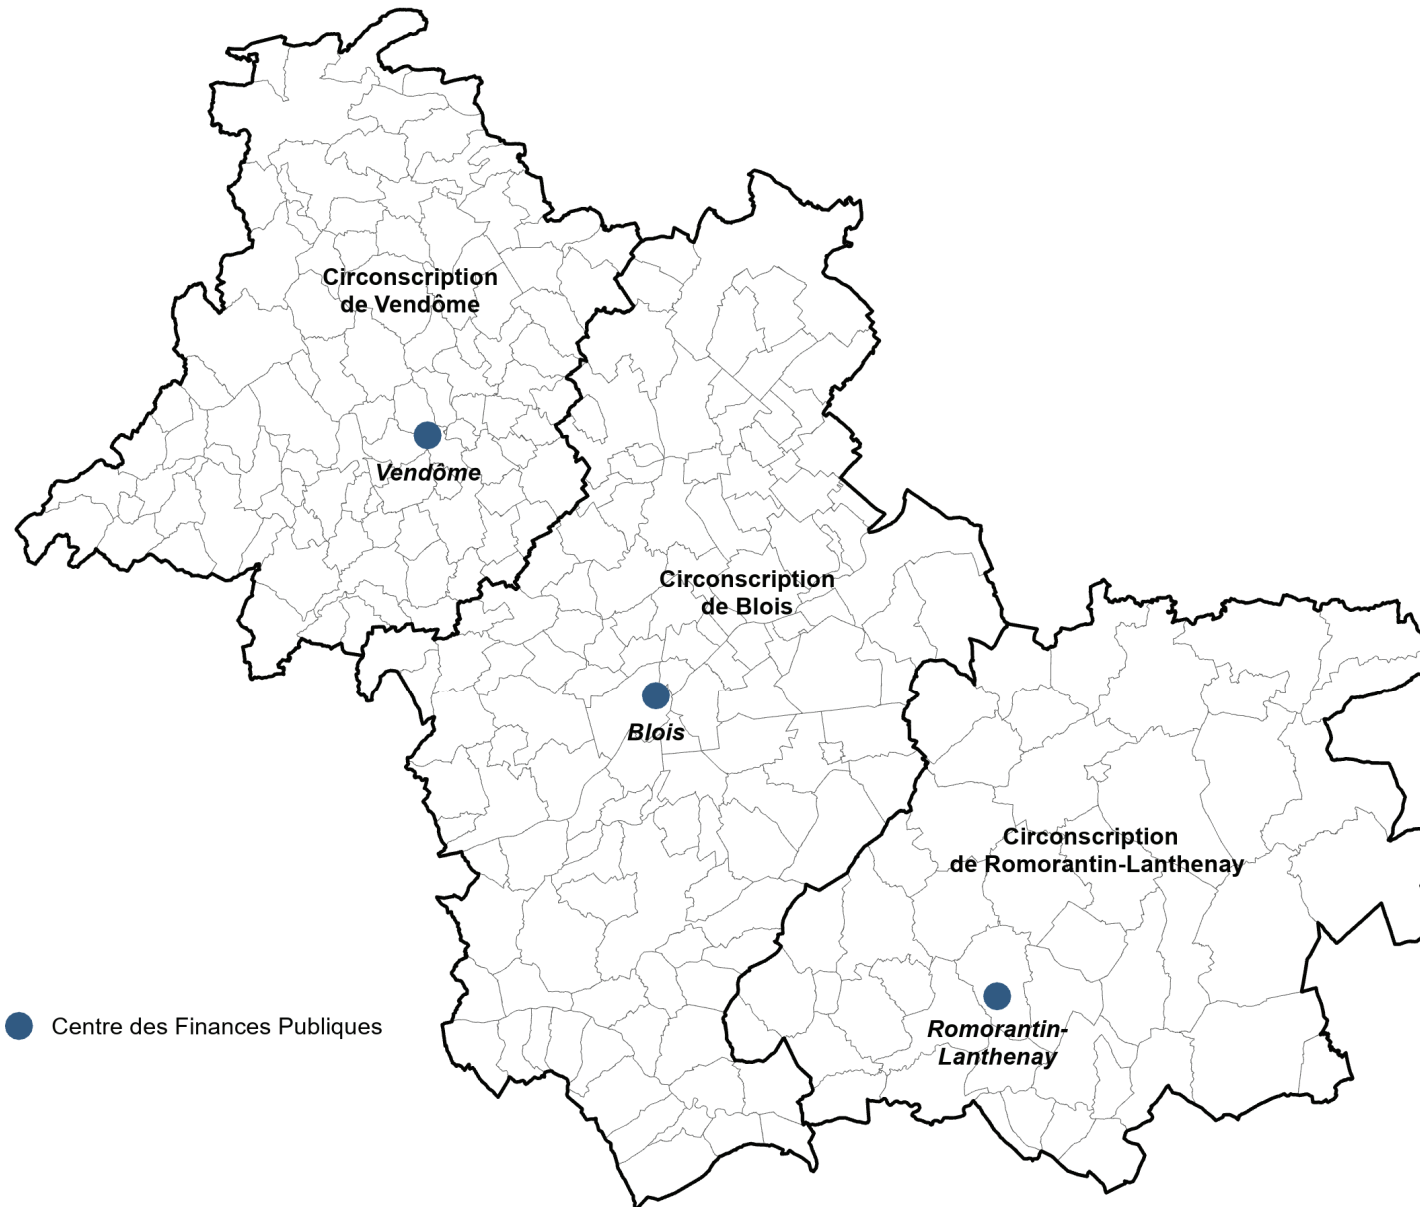 Circonscription
de Vendôme
Vendôme
Circonscription
de Blois
Blois
Circonscription
de Romorantin-Lanthenay
Romorantin-
Lanthenay
Centre des Finances Publiques